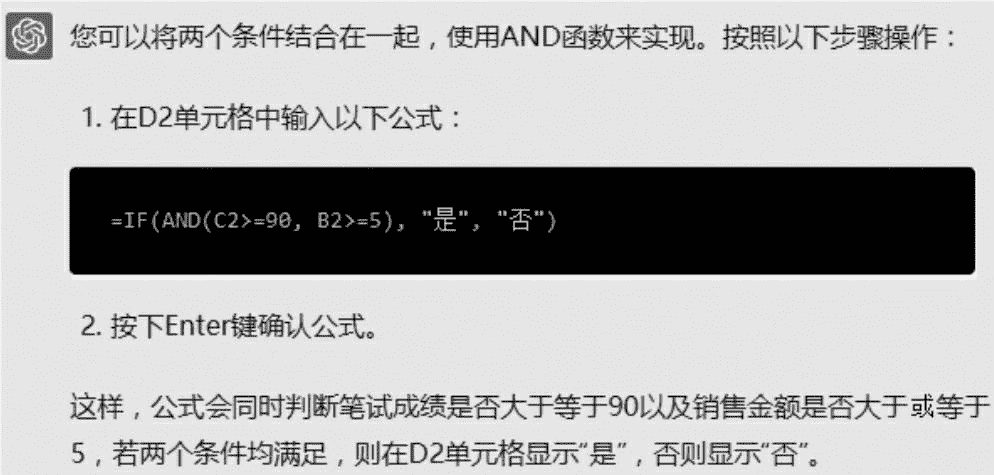 您可以将两个条件结合在一起，使用AND函数来实现。按照以下步骤操作：
1. 在D2单元格中输入以下公式：
=IF(AND(C2>=90, B2>=5), "是", "否")
2. 按下Enter键确认公式。
这样，公式会同时判断笔试成绩是否大于等于90以及销售金额是否大于或等于
5，若两个条件均满足，则在D2单元格显示“是”，否则显示“否”。